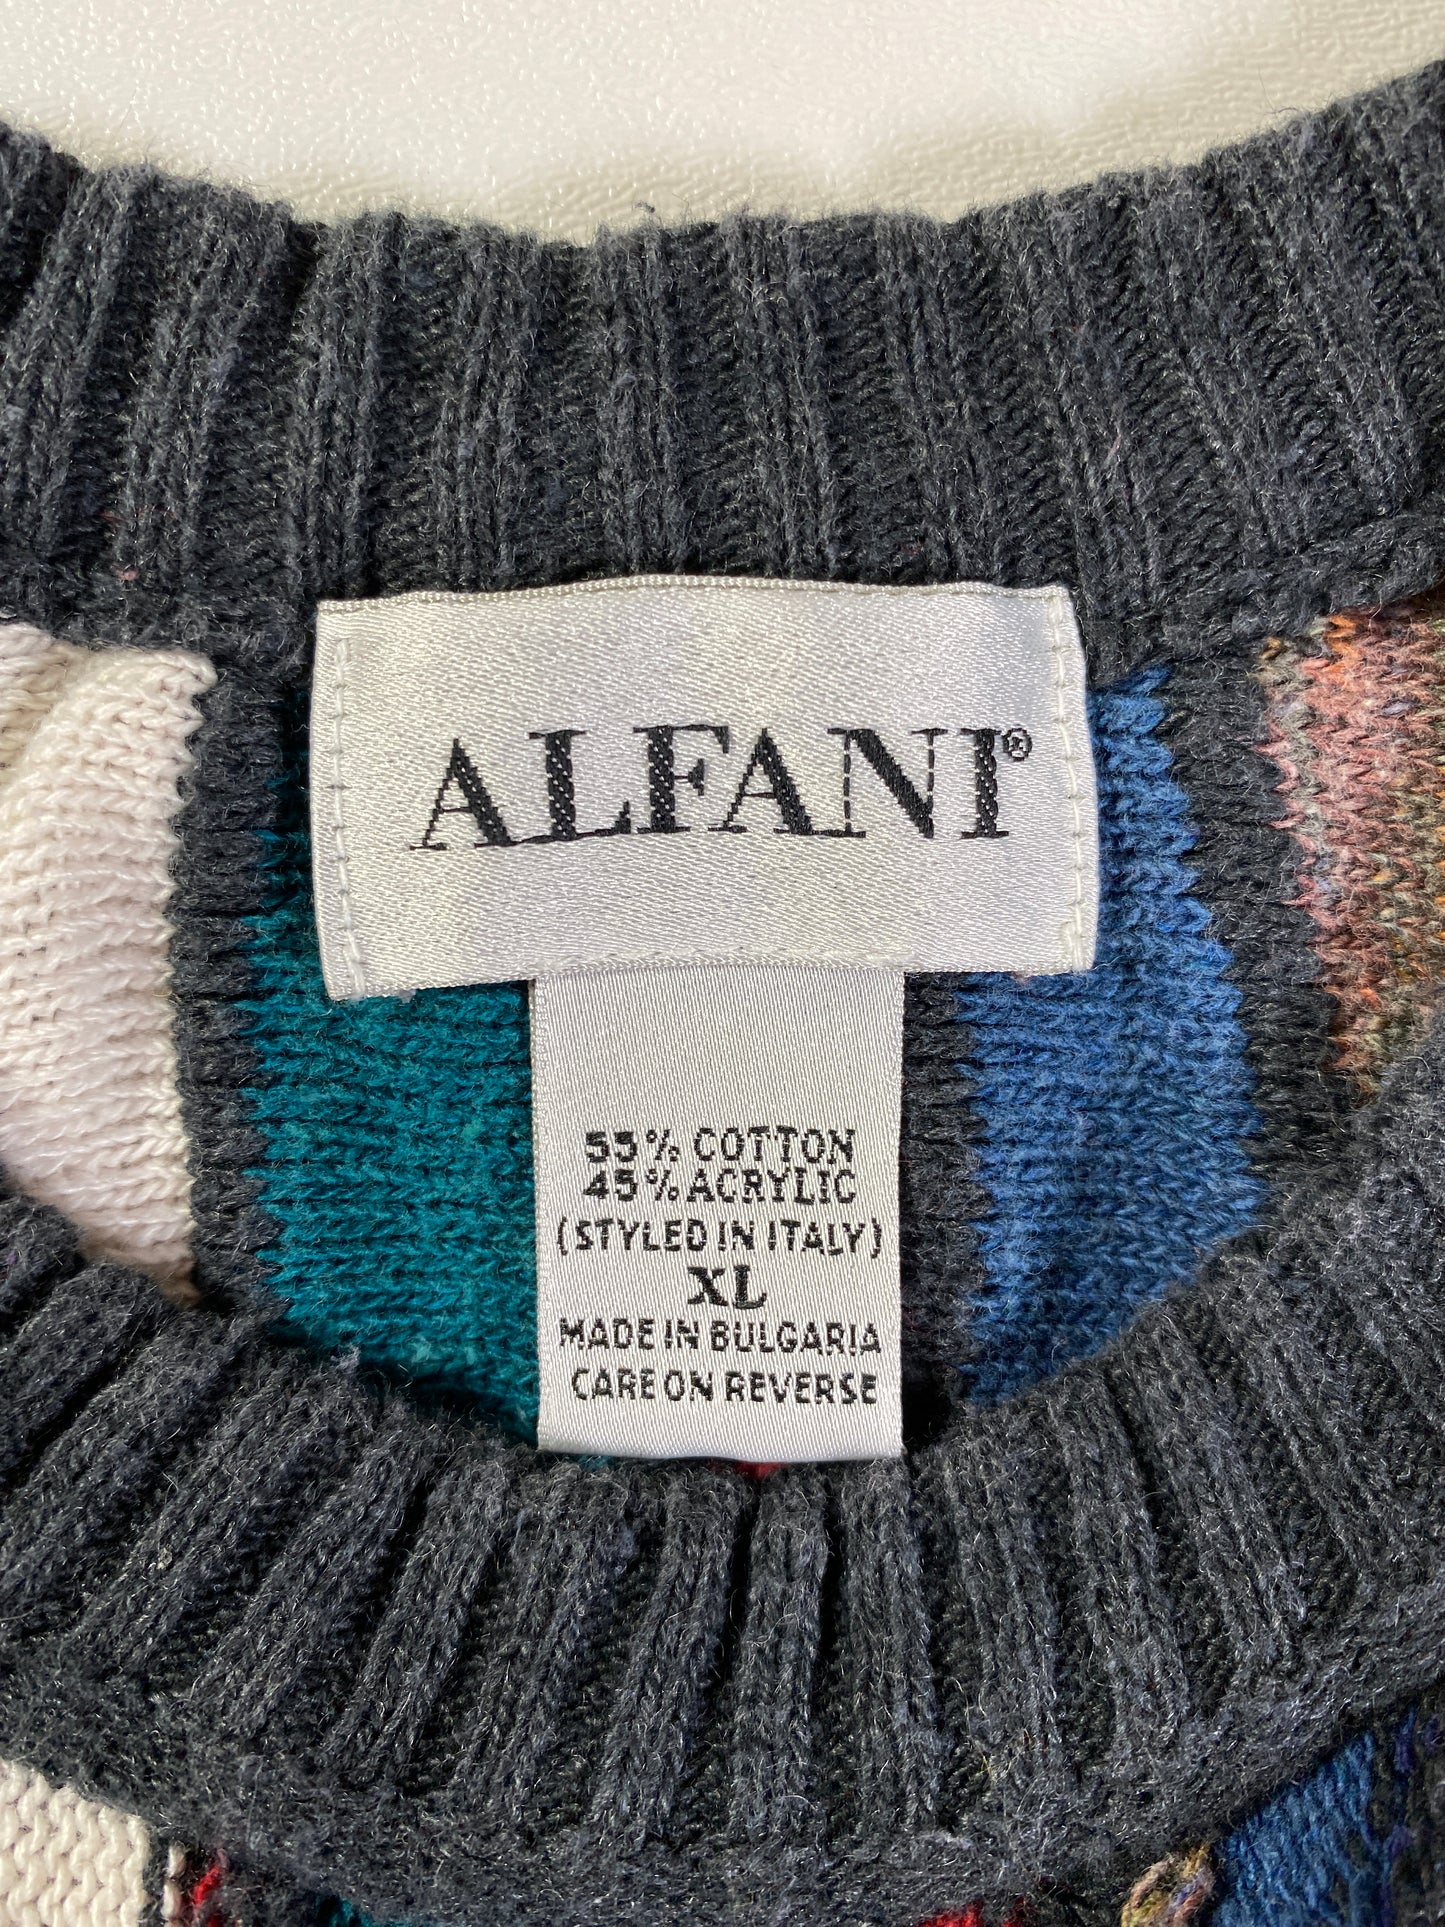 ALFANI®
55% COTTON
45% ACRYLIC
(STYLED IN ITALY)
XL
MADE IN BULGARIA
CARE ON REVERSE